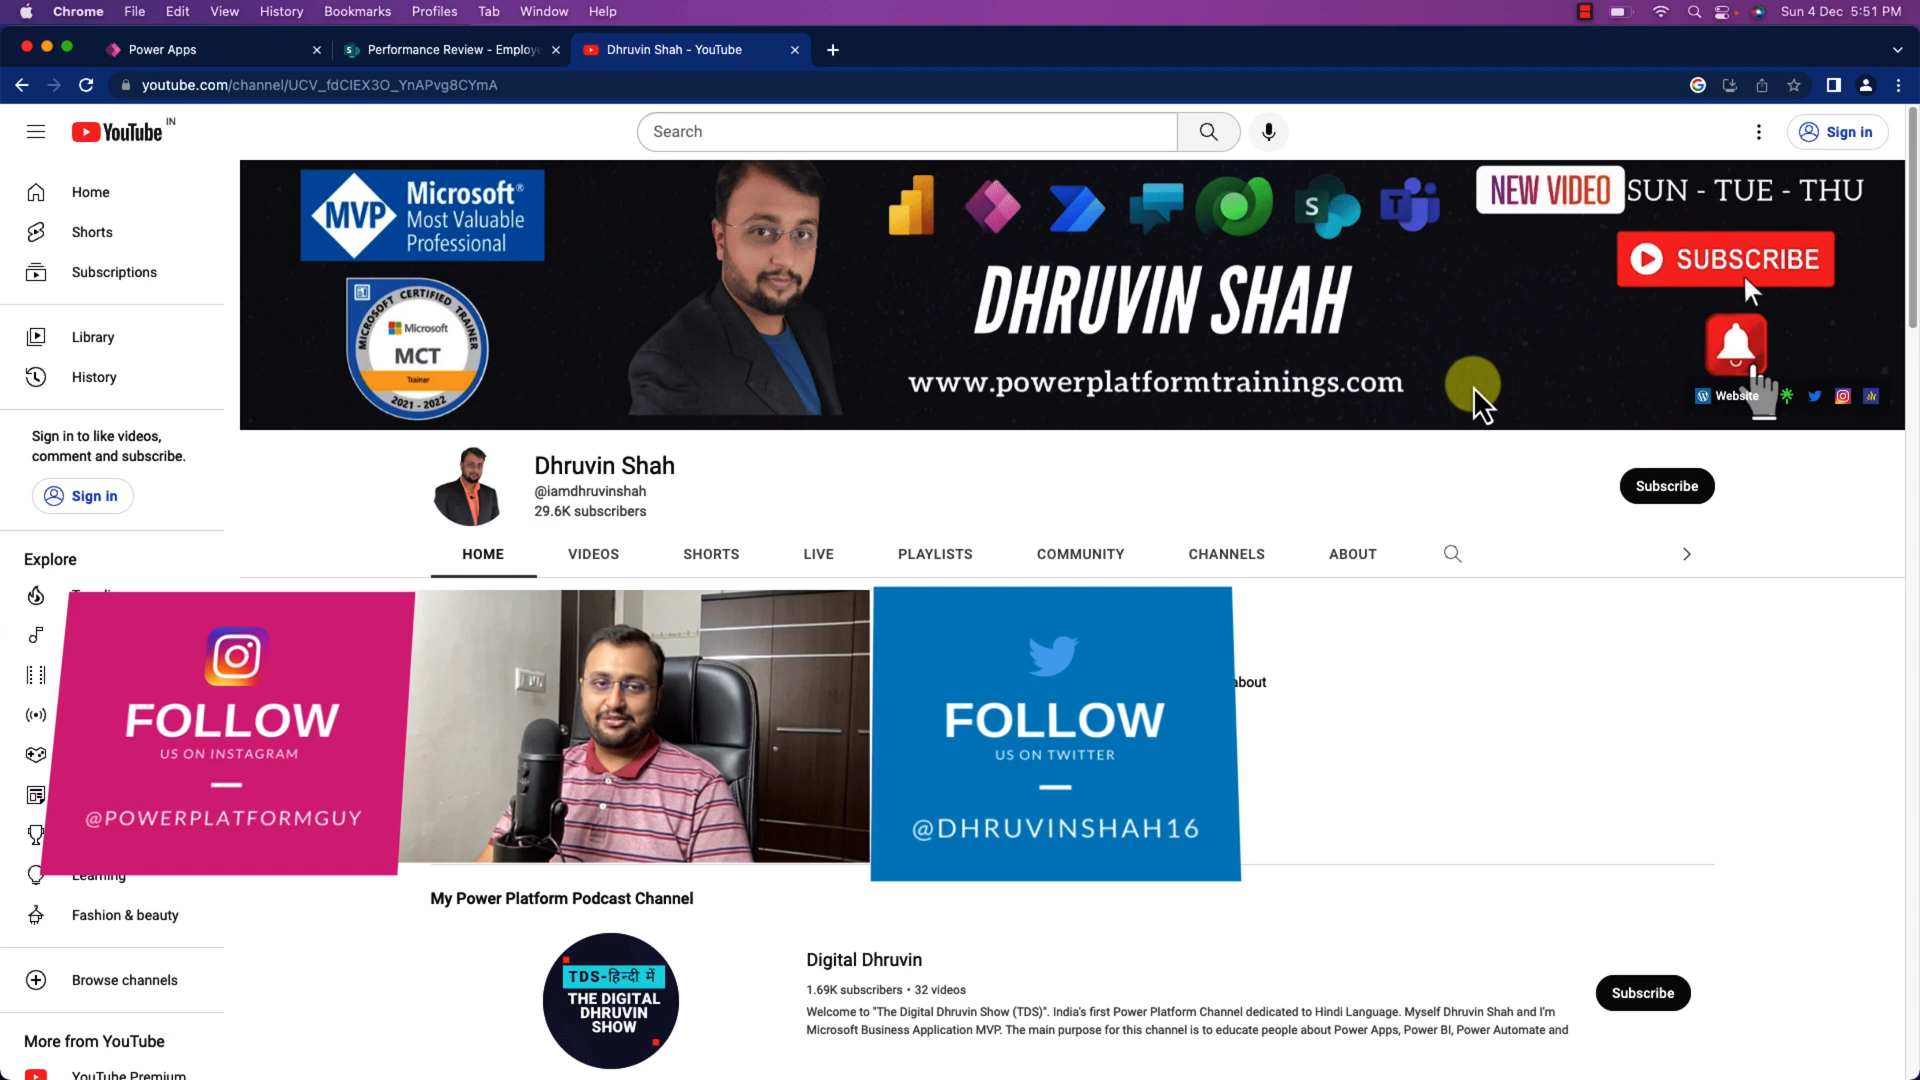 Chrome File Edit View History Bookmarks Profiles Tab Window Help Sun 4 Dec 5:51 PM
Power Apps Performance Review - Employe Dhruvin Shah - YouTube
youtube.com/channel/UCV_fdCIEX3O_YnAPvg8CYmA
YouTube IN
Search
Sign in
Home
Shorts
Subscriptions
Library
History
Sign in to like videos,
comment and subscribe.
Sign in
Explore
Learning
Fashion & beauty
Browse channels
More from YouTube
YouTube Premium
MVP Microsoft®
Most Valuable
Professional
MICROSOFT CERTIFIED TRAINER
Microsoft
MCT
Trainer
2021 - 2022
S
T
DHRUVIN SHAH
www.powerplatformtrainings.com
NEW VIDEO SUN - TUE - THU
SUBSCRIBE
Website
Dhruvin Shah
@iamdhruvinshah
29.6K subscribers
Subscribe
HOME VIDEOS SHORTS LIVE PLAYLISTS COMMUNITY CHANNELS ABOUT
FOLLOW
US ON INSTAGRAM
@POWERPLATFORMGUY
FOLLOW
US ON TWITTER
@DHRUVINSHAH16
about
My Power Platform Podcast Channel
TDS-हिन्दी में
THE DIGITAL
DHRUVIN
SHOW
Digital Dhruvin
1.69K subscribers • 32 videos
Welcome to "The Digital Dhruvin Show (TDS)". India's first Power Platform Channel dedicated to Hindi Language. Myself Dhruvin Shah and I'm
Microsoft Business Application MVP. The main purpose for this channel is to educate people about Power Apps, Power BI, Power Automate and
Subscribe